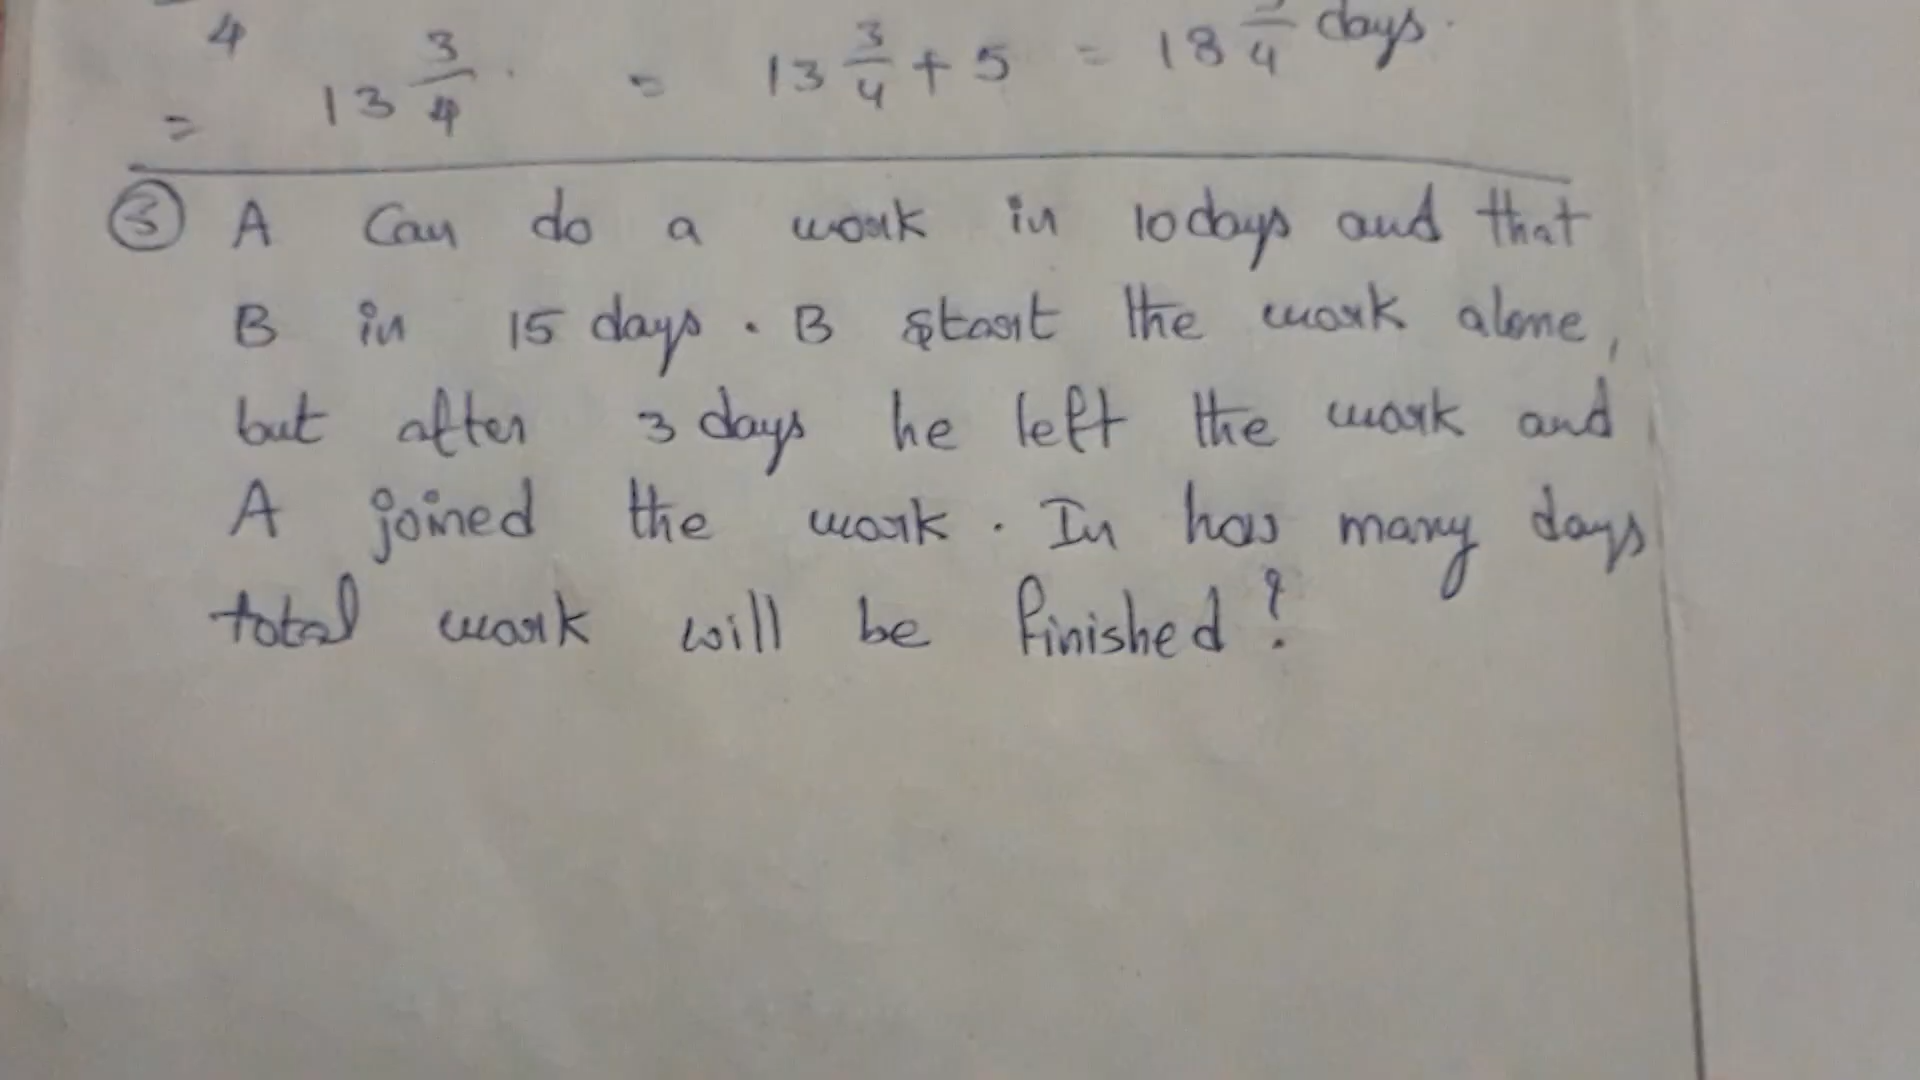 4
= 13 3/4 . = 13 3/4 + 5 = 18 /4 days.
③ A Can do a work in 10 days and that
B in 15 days . B start the work alone,
but after 3 days he left the work and
A joined the work . In how many days
total work will be finished ?